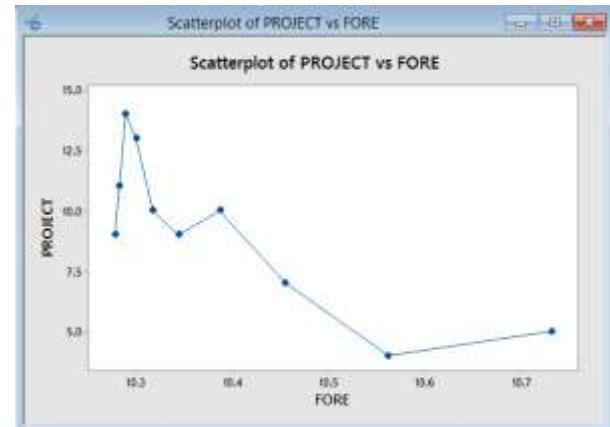 Scatterplot of PROJECT vs FORE
Scatterplot of PROJECT vs FORE
15.0
12.5
10.0
7.5
5.0
PROJECT
10.3
10.4
10.5
10.6
10.7
FORE